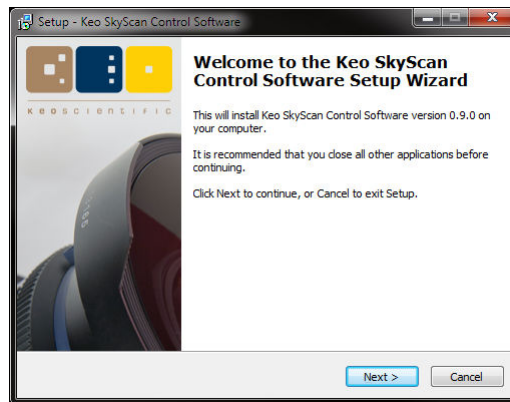 Setup - Keo SkyScan Control Software
Welcome to the Keo SkyScan
Control Software Setup Wizard
keoscientific
This will install Keo SkyScan Control Software version 0.9.0 on
your computer.
It is recommended that you close all other applications before
continuing.
Click Next to continue, or Cancel to exit Setup.
Next >
Cancel